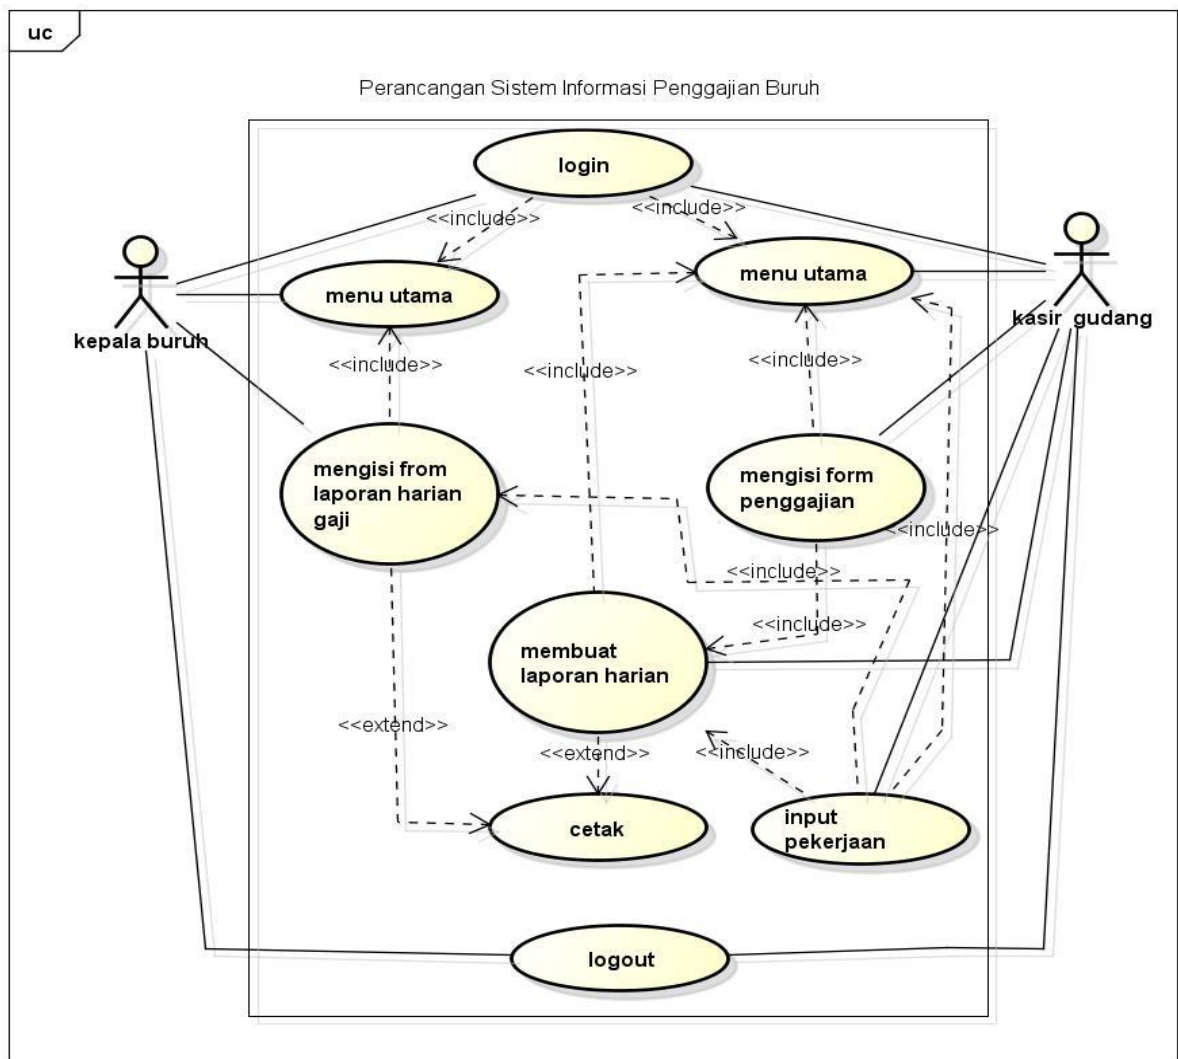 uc
Perancangan Sistem Informasi Penggajian Buruh
login
<<include>>
<<include>>
menu utama
menu utama
kepala buruh
kasir gudang
<<include>>
<<include>>
<<include>>
mengisi from
laporan harian
gaji
mengisi form
penggajian
<<include>>
<<include>>
<<include>>
membuat
laporan harian
<<extend>>
<<extend>>
<<include>>
cetak
input
pekerjaan
logout